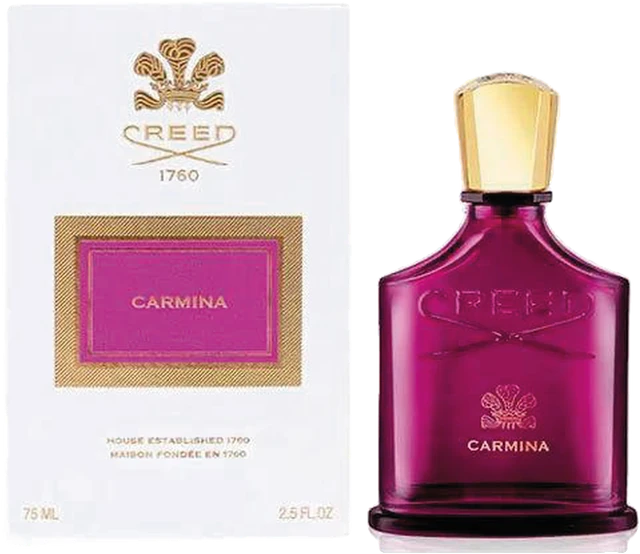 CREED
1760
CARMINA
HOUSE ESTABLISHED 1760
MAISON FONDÉE EN 1760
75 ML 2.5 FL.OZ
CREED
CARMINA